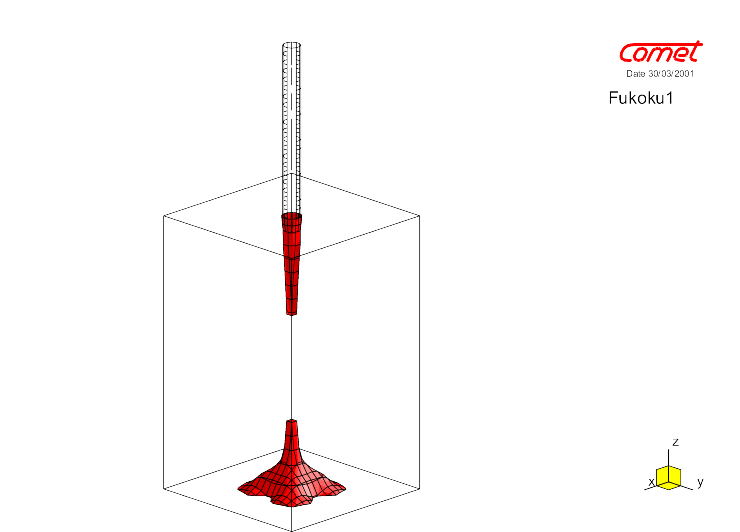 Comet
Date 30/03/2001
Fukoku1
z
x y